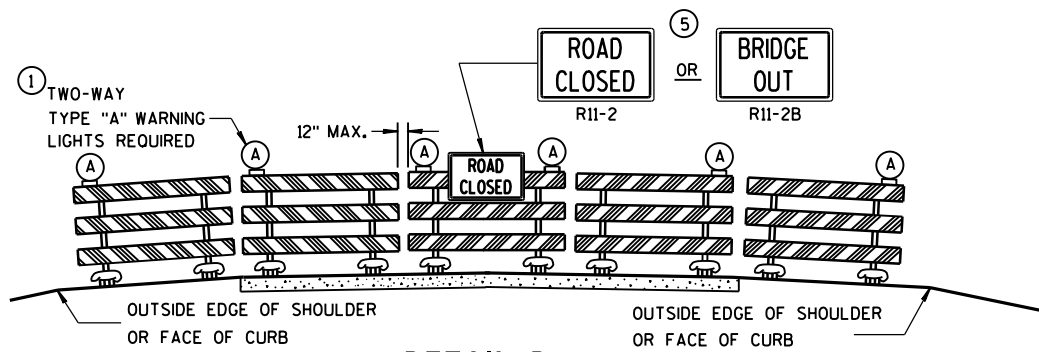 5
ROAD
CLOSED
OR
BRIDGE
OUT
R11-2
R11-2B
1
TWO-WAY
TYPE "A" WARNING
LIGHTS REQUIRED
12" MAX.
A
A
A
A
A
A
ROAD
CLOSED
OUTSIDE EDGE OF SHOULDER
OR FACE OF CURB
OUTSIDE EDGE OF SHOULDER
OR FACE OF CURB